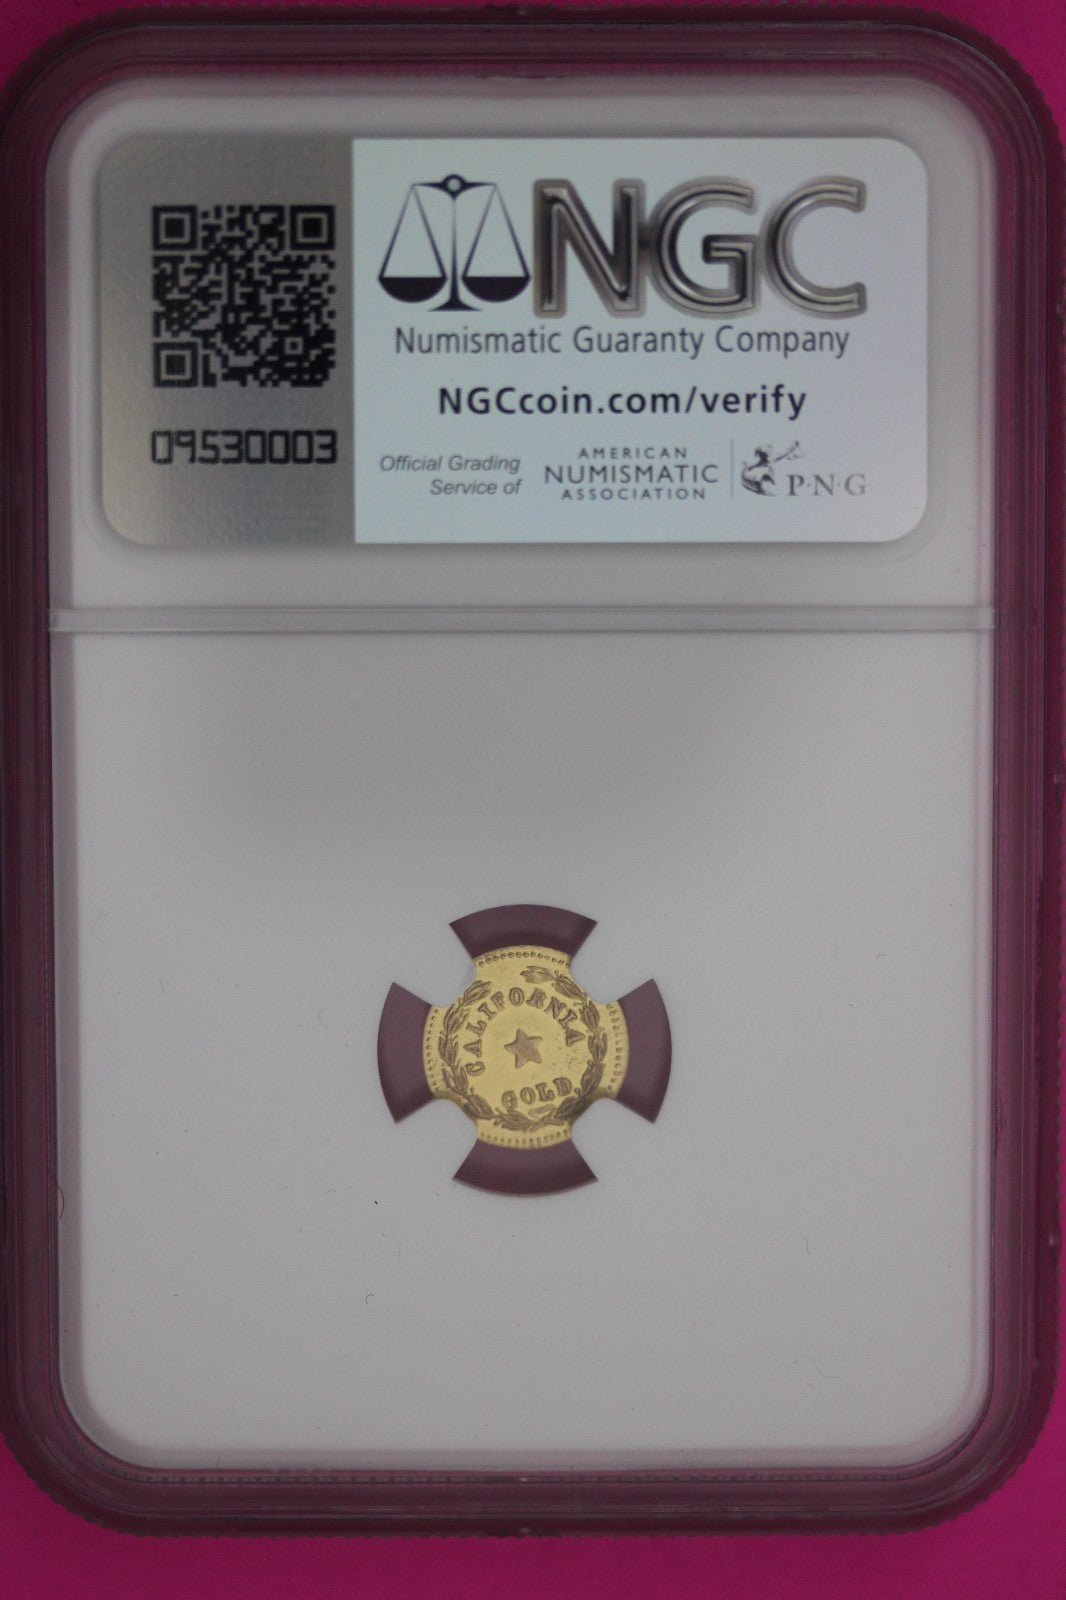 NGC
Numismatic Guaranty Company
NGCcoin.com/verify
09530003
Official Grading
Service of
AMERICAN
NUMISMATIC
ASSOCIATION
P·N·G
CALIFORNIA
GOLD